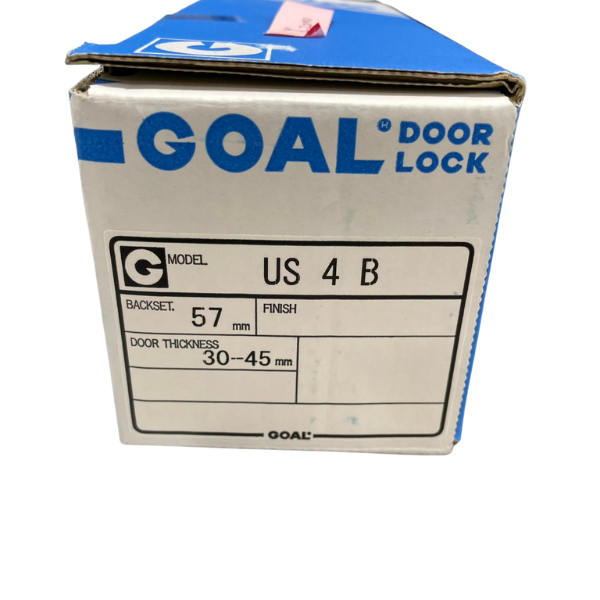 GOAL® DOOR
LOCK
G MODEL US 4 B
BACKSET. 57 mm FINISH
DOOR THICKNESS
30--45 mm
GOAL